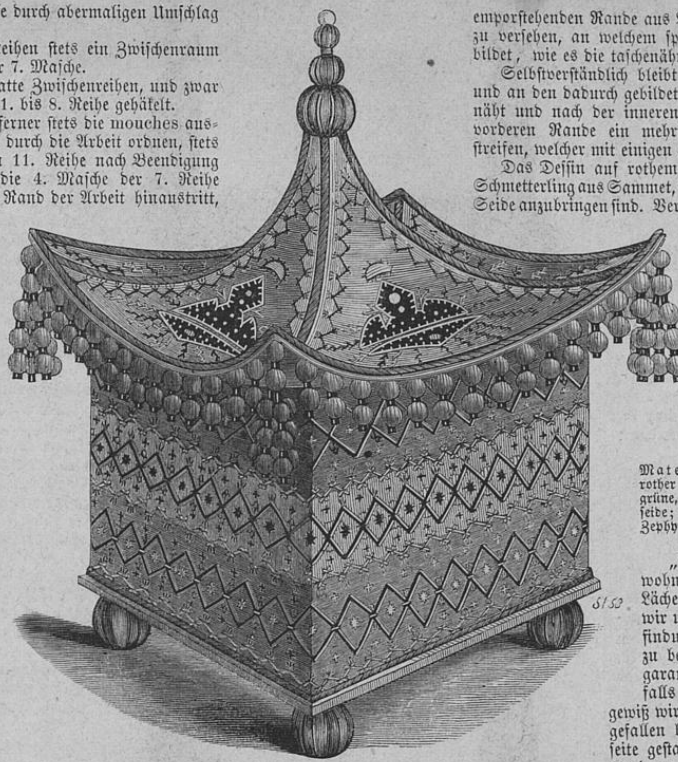 e durch abermaligen Umschlag
eihen stets ein Zwischenraum
r 7. Masche.
atte Zwischenreihen, und zwar
1. bis 8. Reihe gehäkelt.
ferner stets die mouches aus-
durch die Arbeit ordnen, stets
11. Reihe nach Beendigung
die 4. Masche der 7. Reihe
Rand der Arbeit hinaustritt,
emporstehenden Rande aus
zu versehen, an welchem sp
bildet, wie es die taschenäh
Selbstverständlich bleibt
und an den dadurch gebildet
näht und nach der inneren
vorderen Rande ein mehr
streifen, welcher mit einigen
Das Dessin auf rothem
Schmetterling aus Sammet,
Seide anzubringen sind. Ver
Mate
rother
grüne,
seide;
Zephy
"
wohn
Läche
5153.
wir u
findu
zu be
garan
falls
gewiß wir
gefallen
seite gesta